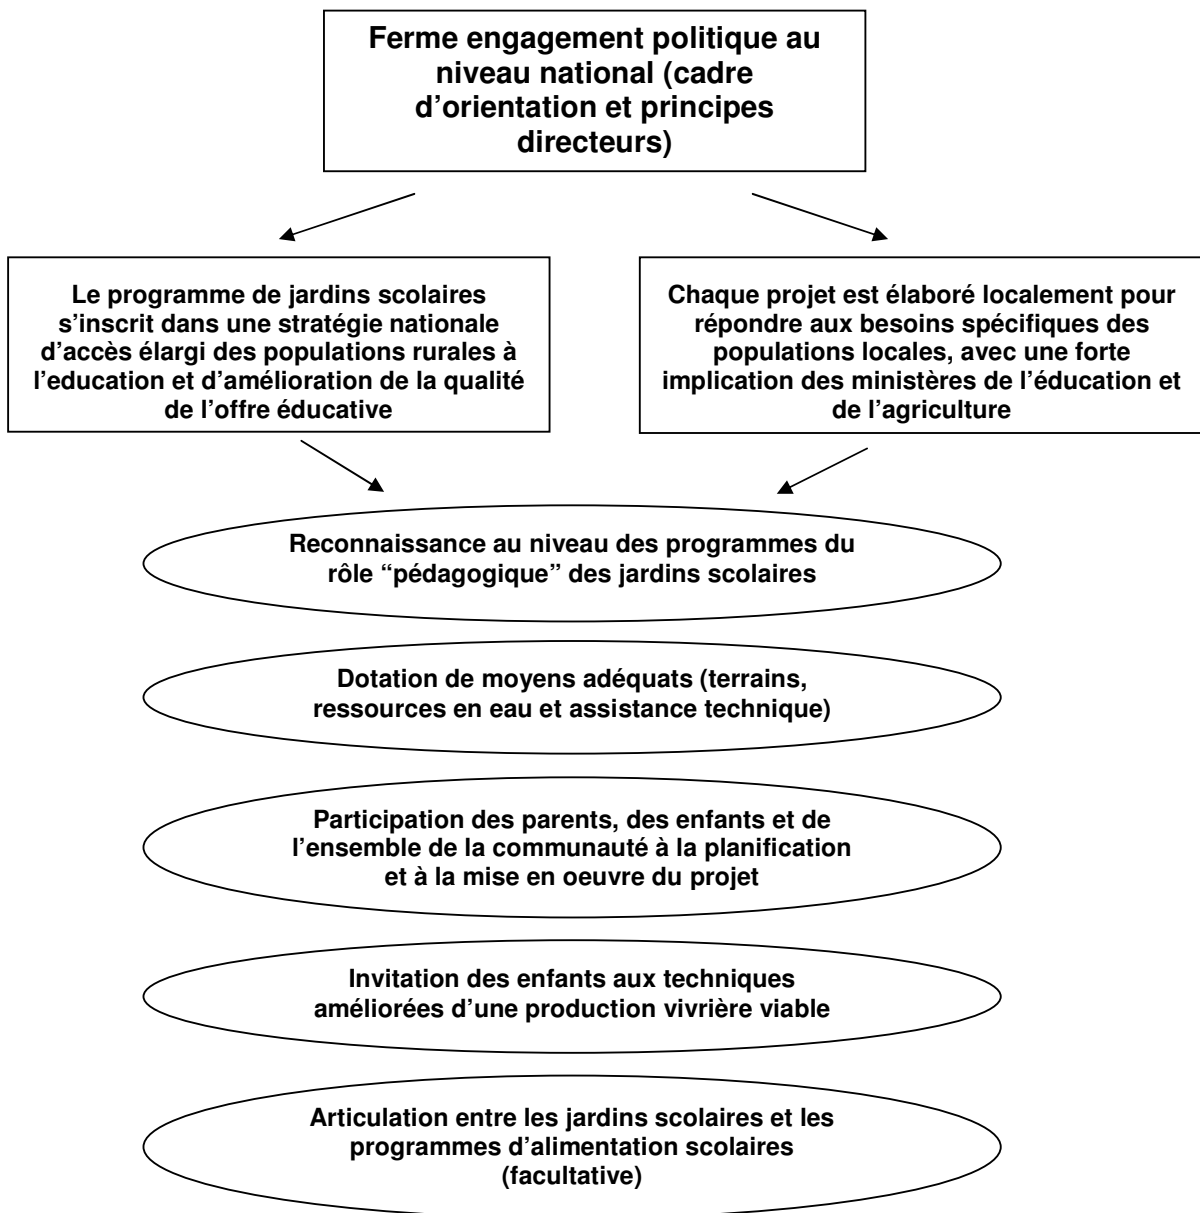 Ferme engagement politique au
niveau national (cadre
d’orientation et principes
directeurs)
Le programme de jardins scolaires
s’inscrit dans une stratégie nationale
d’accès élargi des populations rurales à
l’education et d’amélioration de la qualité
de l’offre éducative
Chaque projet est élaboré localement pour
répondre aux besoins spécifiques des
populations locales, avec une forte
implication des ministères de l’éducation et
de l’agriculture
Reconnaissance au niveau des programmes du
rôle “pédagogique” des jardins scolaires
Dotation de moyens adéquats (terrains,
ressources en eau et assistance technique)
Participation des parents, des enfants et de
l’ensemble de la communauté à la planification
et à la mise en oeuvre du projet
Invitation des enfants aux techniques
améliorées d’une production vivrière viable
Articulation entre les jardins scolaires et les
programmes d’alimentation scolaires
(facultative)